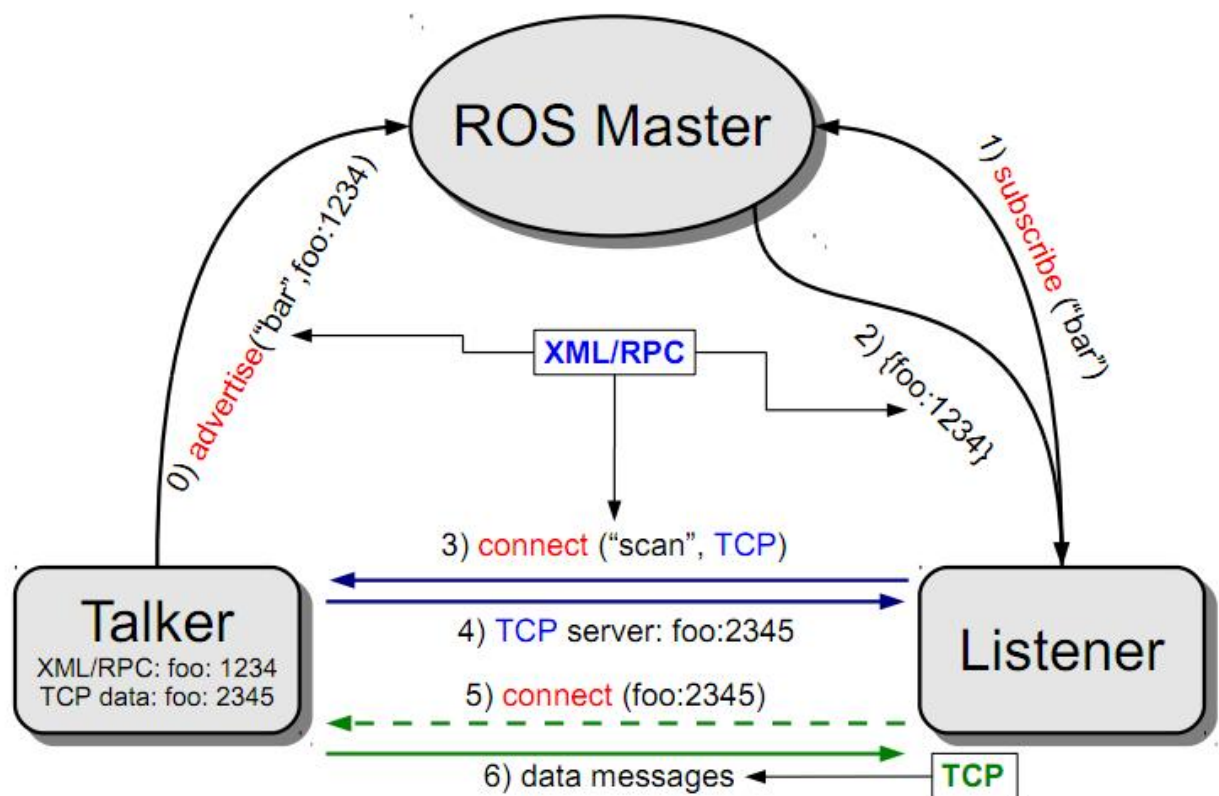 ROS Master
0) advertise(“bar”,foo:1234)
1) subscribe (“bar”)
2) {foo:1234}
XML/RPC
3) connect (“scan”, TCP)
4) TCP server: foo:2345
5) connect (foo:2345)
6) data messages
TCP
Talker
XML/RPC: foo: 1234
TCP data: foo: 2345
Listener